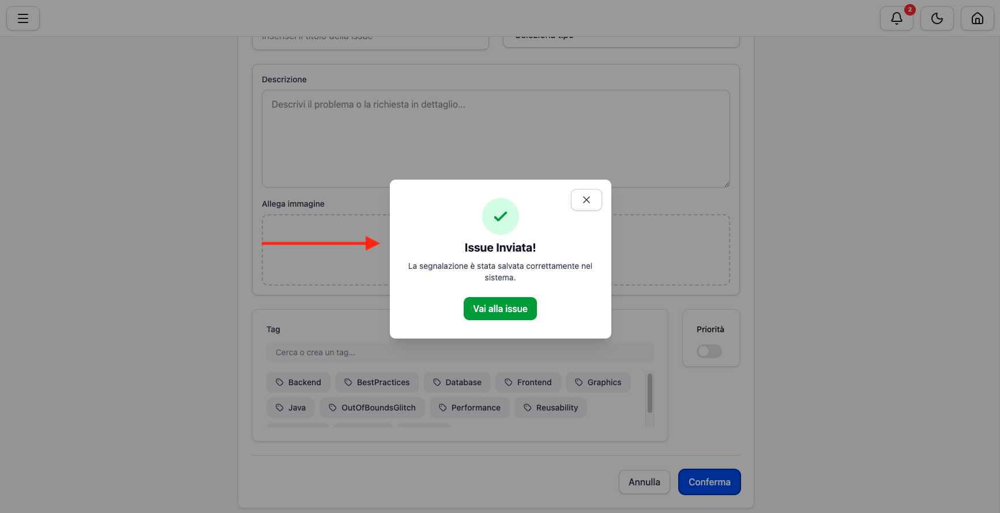 2
Inserisci il titolo della issue
Seleziona tipo
Descrizione
Descrivi il problema o la richiesta in dettaglio...
Allega immagine
Issue Inviata!
La segnalazione è stata salvata correttamente nel
sistema.
Vai alla issue
Tag
Priorità
Cerca o crea un tag...
Backend BestPractices Database Frontend Graphics
Java OutOfBoundsGlitch Performance Reusability
Annulla Conferma